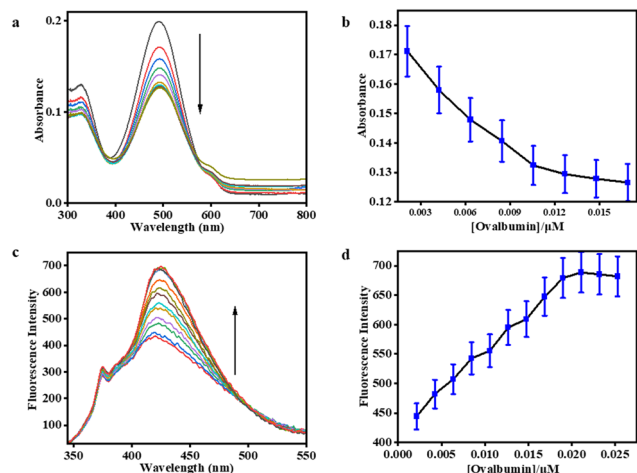 a
0.2
0.1
0.0
300 400 500 600 700 800
Absorbance
Wavelength (nm)
b
0.18
0.17
0.16
0.15
0.14
0.13
0.12
0.003 0.006 0.009 0.012 0.015
Absorbance
[Ovalbumin]/μM
c
700
600
500
400
300
200
100
350 400 450 500 550
Fluorescence Intensity
Wavelength (nm)
d
700
650
600
550
500
450
400
0.000 0.005 0.010 0.015 0.020 0.025
Fluorescence Intensity
[Ovalbumin]/μM